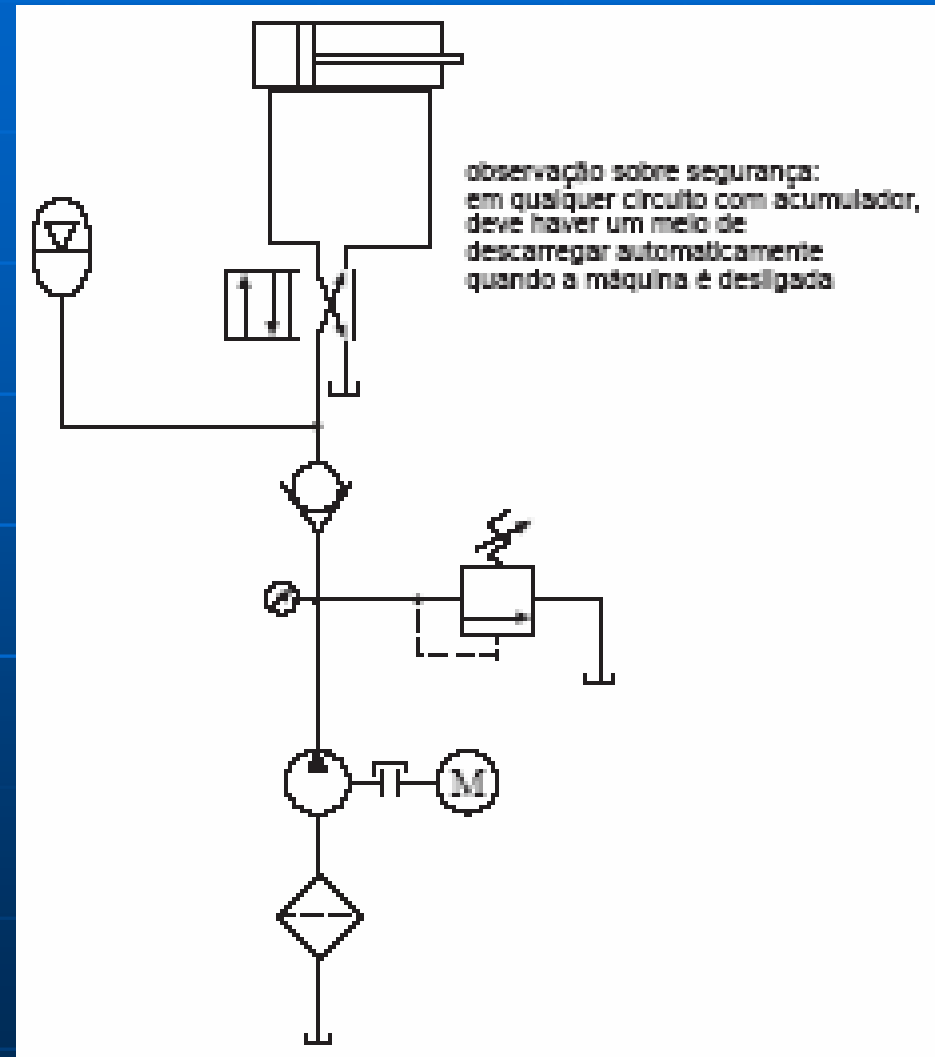 observação sobre segurança:
em qualquer circuito com acumulador,
deve haver um meio de
descarregar automaticamente
quando a máquina é desligada
M